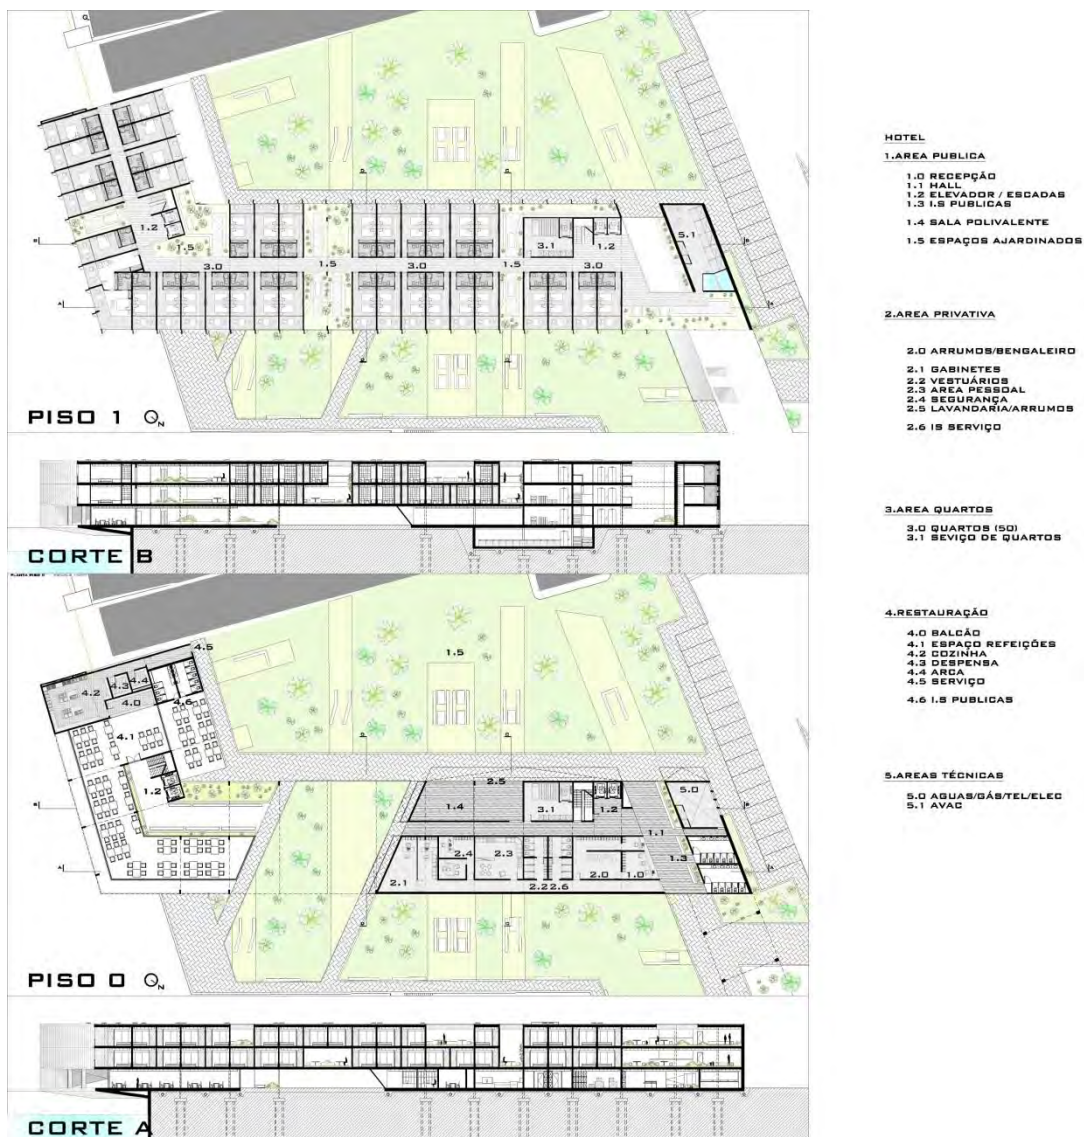 1.2
1.5
3.0
1.5
3.0
1.5
3.1
1.2
3.0
5.1
B
B
A
A
PISO 1 N
CORTE B
4.5
4.2
4.3
4.4
4.0
4.6
4.1
1.2
1.5
2.5
1.4
3.1
1.2
5.0
1.1
1.3
2.4
2.3
2.1
2.2
2.6
2.0
1.0
B
B
A
A
PISO 0 N
CORTE A
HOTEL
1.AREA PUBLICA
1.0 RECEPÇÃO
1.1 HALL
1.2 ELEVADOR / ESCADAS
1.3 I.S PUBLICAS
1.4 SALA POLIVALENTE
1.5 ESPAÇOS AJARDINADOS
2.AREA PRIVATIVA
2.0 ARRUMOS/BENGALEIRO
2.1 GABINETES
2.2 VESTUÁRIOS
2.3 AREA PESSOAL
2.4 SEGURANÇA
2.5 LAVANDARIA/ARRUMOS
2.6 IS SERVIÇO
3.AREA QUARTOS
3.0 QUARTOS (50)
3.1 SEVIÇO DE QUARTOS
4.RESTAURAÇÃO
4.0 BALCÃO
4.1 ESPAÇO REFEIÇÕES
4.2 COZINHA
4.3 DESPENSA
4.4 ARCA
4.5 SERVIÇO
4.6 I.S PUBLICAS
5.AREAS TÉCNICAS
5.0 AGUAS/GÁS/TEL/ELEC
5.1 AVAC